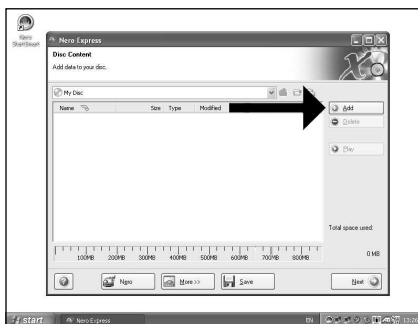 Nero
StartSmart
Nero Express
Disc Content
Add data to your disc.
My Disc
Name Size Type Modified
Add
Delete
Play
Total space used:
100MB 200MB 300MB 400MB 500MB 600MB 700MB 800MB
0 MB
Nero More >> Save Next
start Nero Express EN 13:26